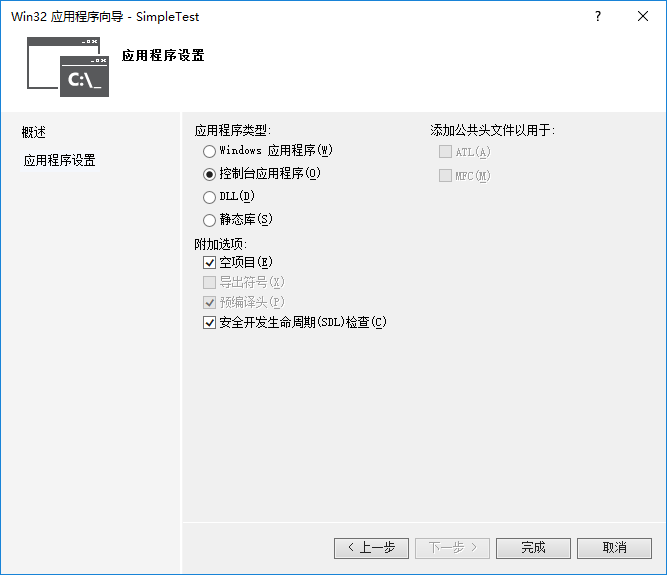 Win32 应用程序向导 - SimpleTest
?
C:\_
应用程序设置
概述
应用程序设置
应用程序类型:
Windows 应用程序(W)
控制台应用程序(O)
DLL(D)
静态库(S)
添加公共头文件以用于:
ATL(A)
MFC(M)
附加选项:
空项目(E)
导出符号(X)
预编译头(P)
安全开发生命周期(SDL)检查(C)
< 上一步
下一步 >
完成
取消